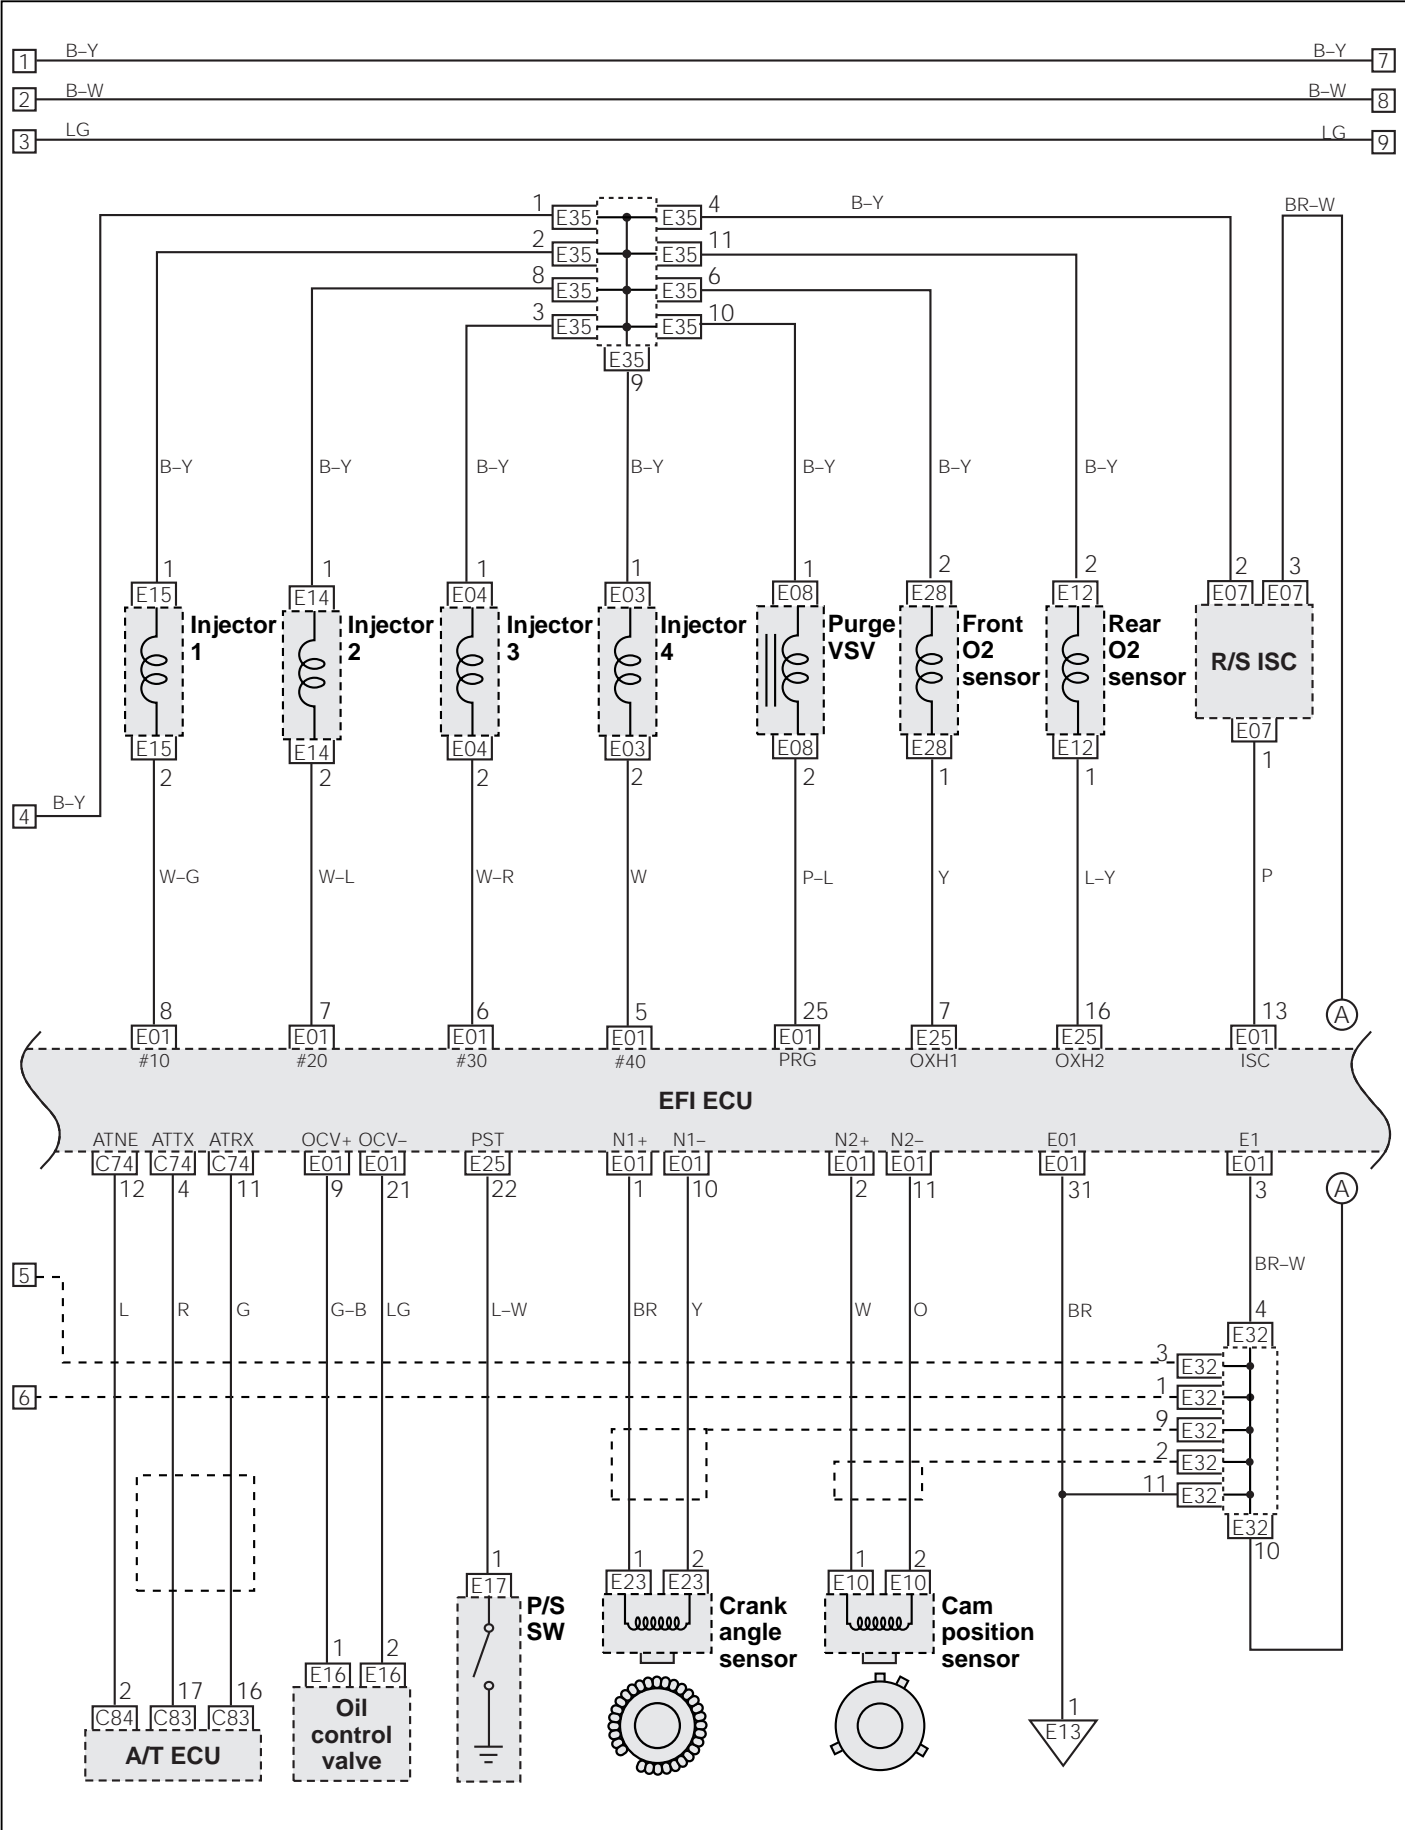 1 B–Y B–Y 7
2 B–W B–W 8
3 LG LG 9
1 E35 E35 4 B–Y BR–W
2 E35 E35 11
8 E35 E35 6
3 E35 E35 10
E35
9
B–Y B–Y B–Y B–Y B–Y B–Y B–Y
1 1 1 1 1 2 2 2 3
E15 E14 E04 E03 E08 E28 E12 E07 E07
Injector Injector Injector Injector Purge Front Rear
1 2 3 4 VSV O2 O2
sensor sensor
R/S ISC
E15 E14 E04 E03 E08 E28 E12 E07
2 2 2 2 2 1 1 1
4 B–Y
W–G W–L W–R W P–L Y L–Y P
8 7 6 5 25 7 16 13 A
E01 E01 E01 E01 E01 E25 E25 E01
#10 #20 #30 #40 PRG OXH1 OXH2 ISC
EFI ECU
ATNE ATTX ATRX OCV+ OCV– PST N1+ N1– N2+ N2– E01 E1
C74 C74 C74 E01 E01 E25 E01 E01 E01 E01 E01 E01
12 4 11 9 21 22 1 10 2 11 31 3 A
5 BR–W
L R G G–B LG L–W BR Y W O BR 4
E32
3 E32
6 1 E32
9 E32
2 E32
11 E32
E32
10
1 1 2 1 2
E17 E23 E23 E10 E10
P/S Crank Cam
SW angle position
sensor sensor
1 2
E16 E16
2 17 16 1
C84 C83 C83 Oil E13
control
A/T ECU valve